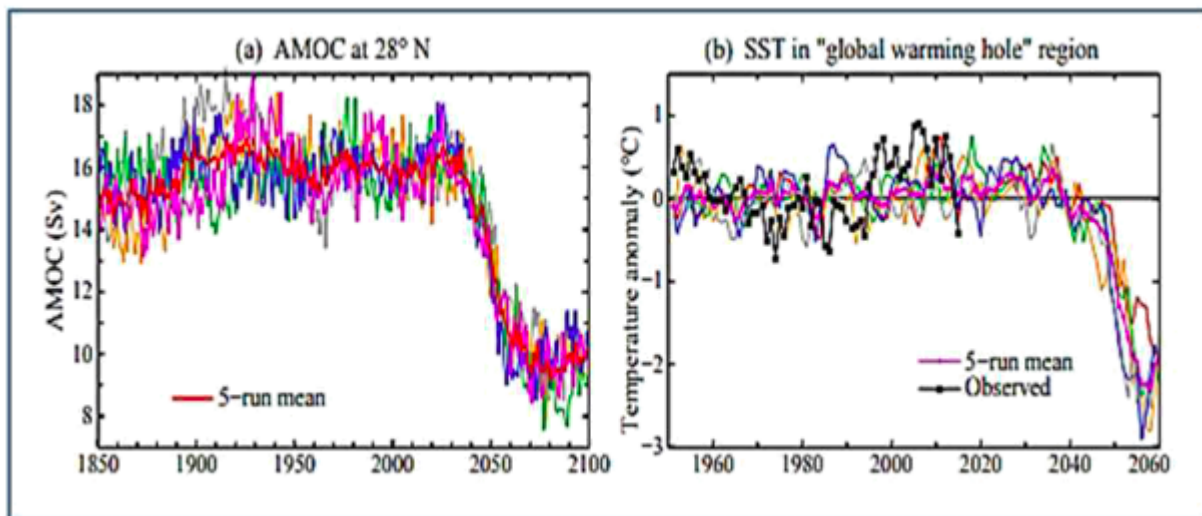 (a) AMOC at 28° N
AMOC (Sv)
18
16
14
12
10
8
5-run mean
1850 1900 1950 2000 2050 2100
(b) SST in "global warming hole" region
Temperature anomaly (°C)
1
0
-1
-2
-3
5-run mean
Observed
1960 1980 2000 2020 2040 2060